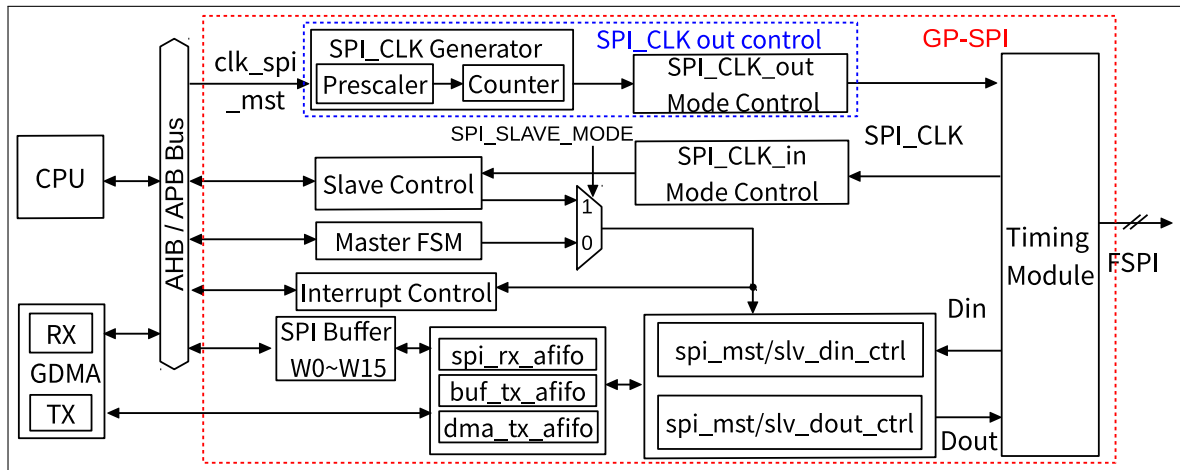 SPI_CLK Generator
SPI_CLK out control
GP-SPI
clk_spi
_mst
Prescaler
Counter
SPI_CLK_out
Mode Control
SPI_SLAVE_MODE
SPI_CLK
AHB / APB Bus
CPU
Slave Control
SPI_CLK_in
Mode Control
1
0
Master FSM
Timing
Module
FSPI
Interrupt Control
Din
RX
GDMA
TX
SPI Buffer
W0~W15
spi_rx_afifo
buf_tx_afifo
dma_tx_afifo
spi_mst/slv_din_ctrl
spi_mst/slv_dout_ctrl
Dout